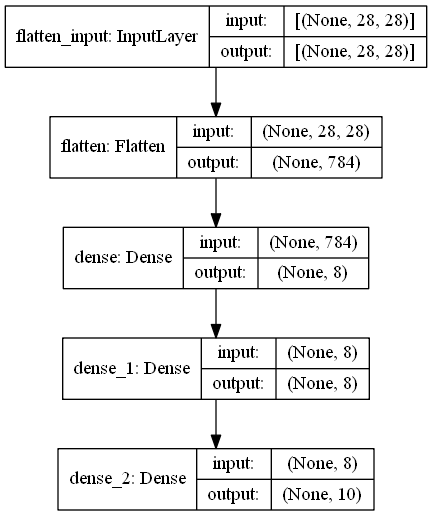 flatten_input: InputLayer
input: [(None, 28, 28)]
output: [(None, 28, 28)]
flatten: Flatten
input: (None, 28, 28)
output: (None, 784)
dense: Dense
input: (None, 784)
output: (None, 8)
dense_1: Dense
input: (None, 8)
output: (None, 8)
dense_2: Dense
input: (None, 8)
output: (None, 10)